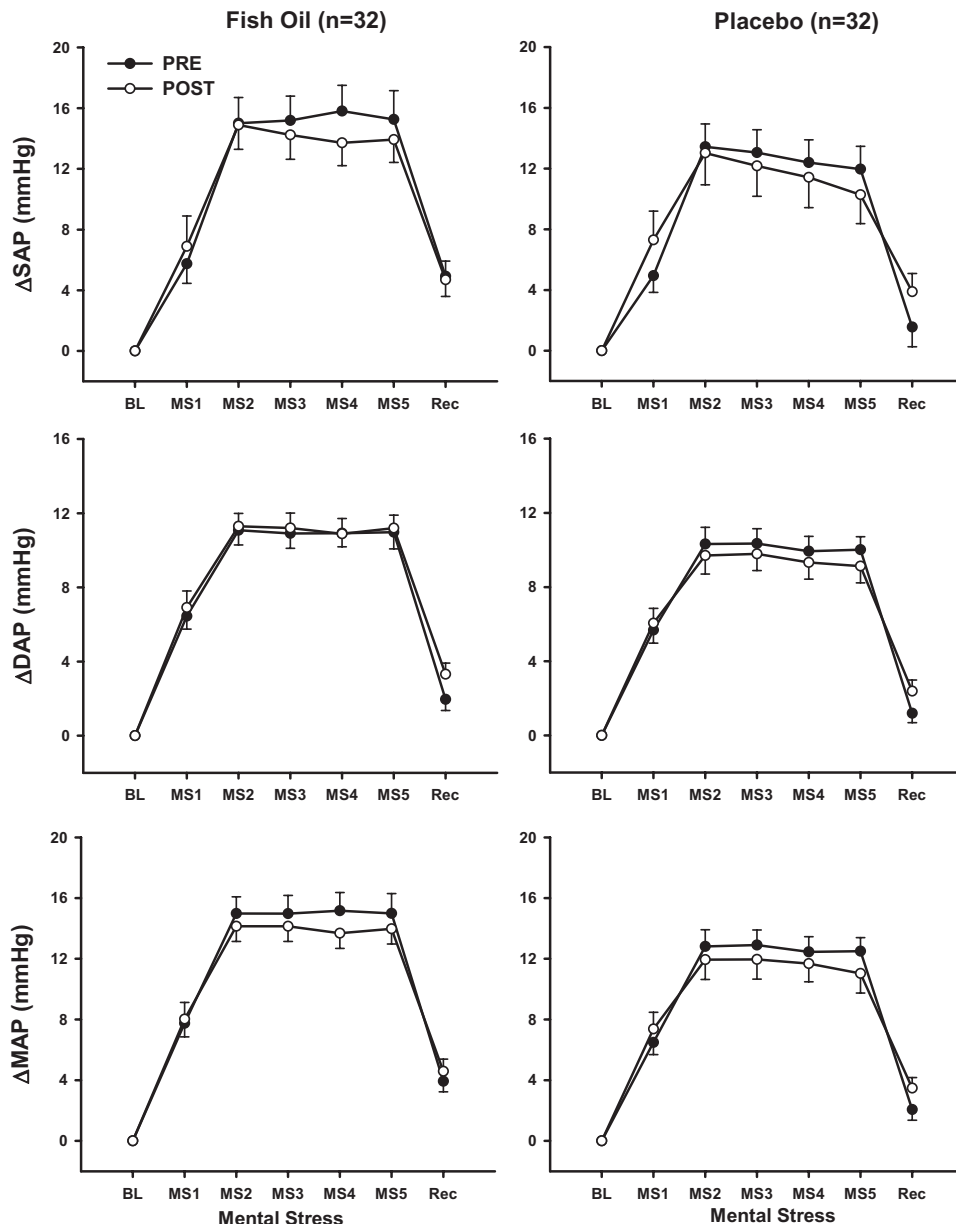 Fish Oil (n=32)
Placebo (n=32)
PRE
POST
ΔSAP (mmHg)
20
16
12
8
4
0
BL MS1 MS2 MS3 MS4 MS5 Rec
20
16
12
8
4
0
BL MS1 MS2 MS3 MS4 MS5 Rec
ΔDAP (mmHg)
16
12
8
4
0
BL MS1 MS2 MS3 MS4 MS5 Rec
16
12
8
4
0
BL MS1 MS2 MS3 MS4 MS5 Rec
ΔMAP (mmHg)
20
16
12
8
4
0
BL MS1 MS2 MS3 MS4 MS5 Rec
Mental Stress
20
16
12
8
4
0
BL MS1 MS2 MS3 MS4 MS5 Rec
Mental Stress